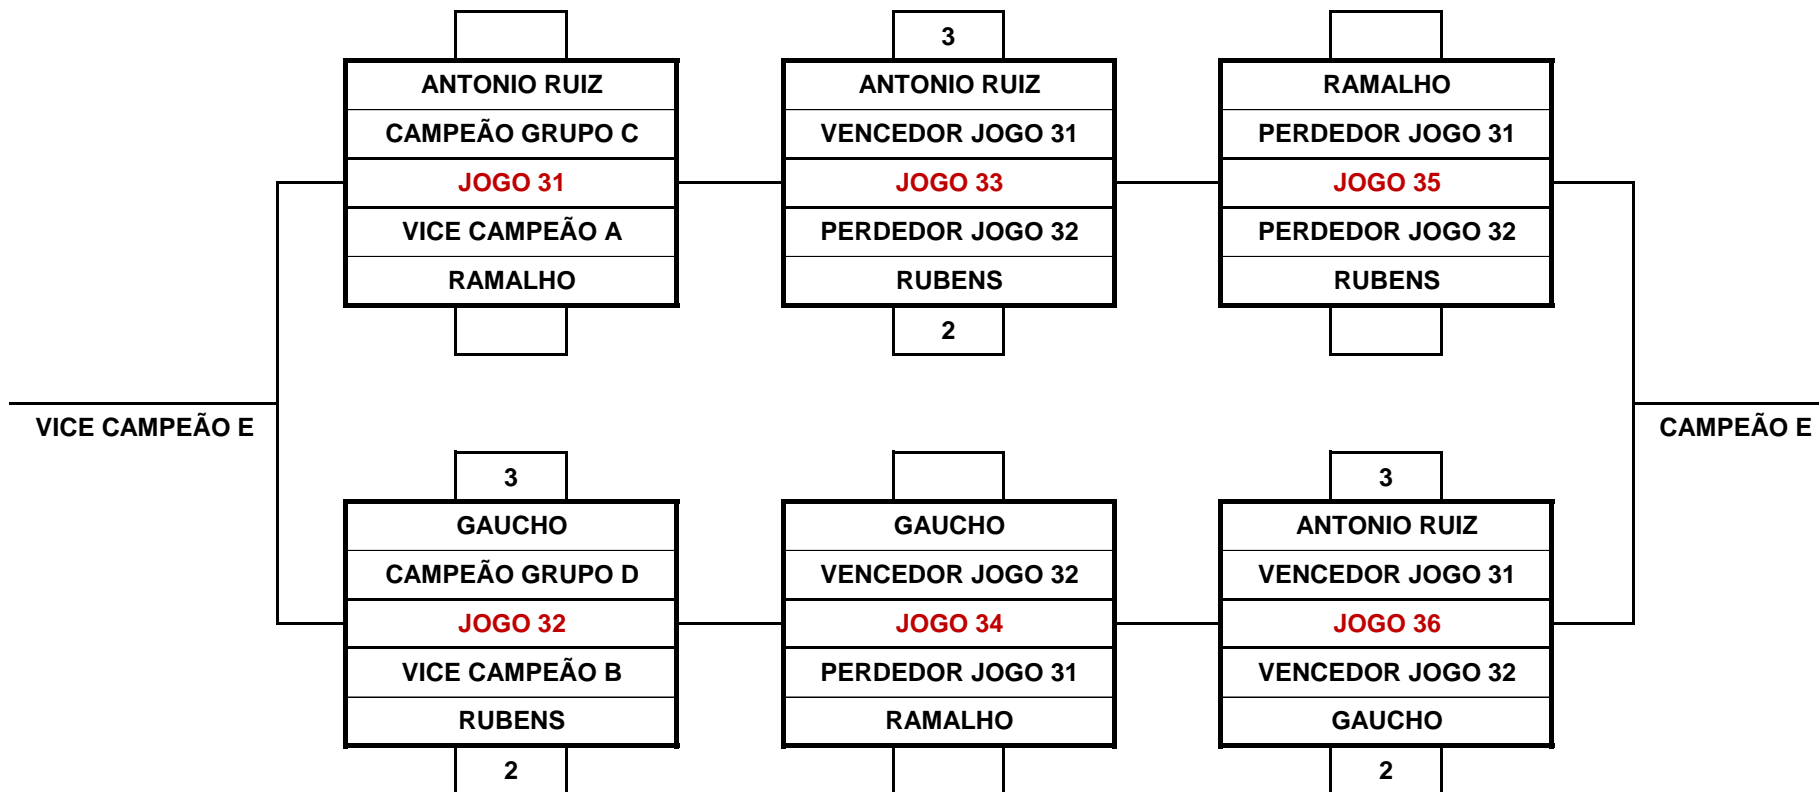 3
ANTONIO RUIZ
ANTONIO RUIZ
RAMALHO
CAMPEÃO GRUPO C
VENCEDOR JOGO 31
PERDEDOR JOGO 31
JOGO 31
JOGO 33
JOGO 35
VICE CAMPEÃO A
PERDEDOR JOGO 32
PERDEDOR JOGO 32
RAMALHO
RUBENS
RUBENS
2
VICE CAMPEÃO E
CAMPEÃO E
3
3
GAUCHO
GAUCHO
ANTONIO RUIZ
CAMPEÃO GRUPO D
VENCEDOR JOGO 32
VENCEDOR JOGO 31
JOGO 32
JOGO 34
JOGO 36
VICE CAMPEÃO B
PERDEDOR JOGO 31
VENCEDOR JOGO 32
RUBENS
RAMALHO
GAUCHO
2
2